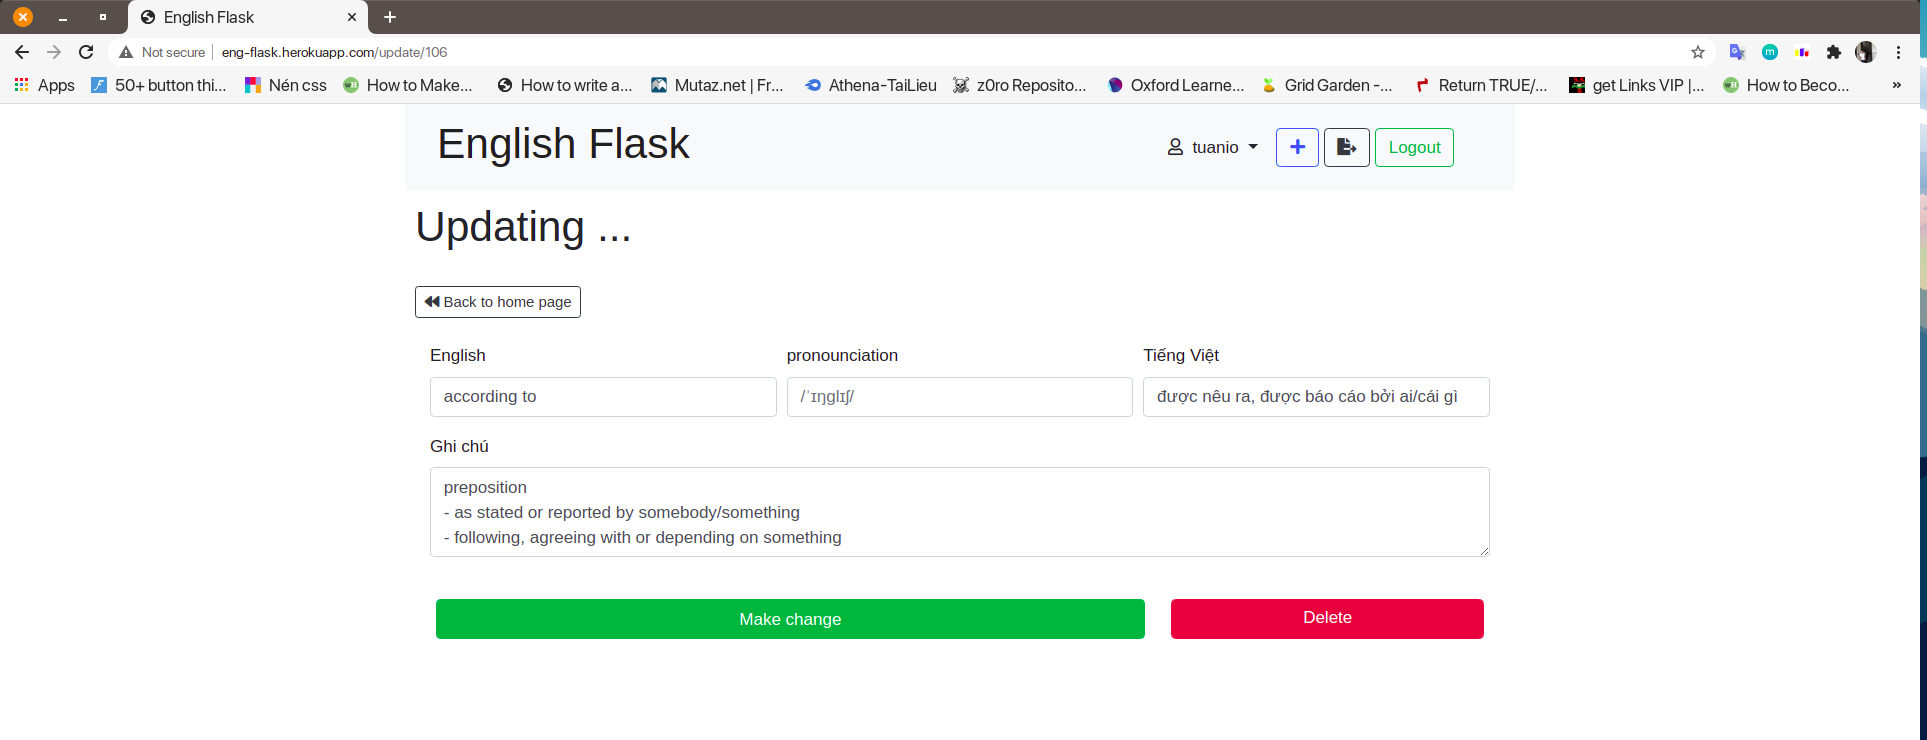 English Flask
Not secure eng-flask.herokuapp.com/update/106
Apps 50+ button thi... Nén css How to Make... How to write a... Mutaz.net | Fr... Athena-TaiLieu z0ro Reposito... Oxford Learne... Grid Garden -... Return TRUE/... get Links VIP |... How to Beco... »
English Flask tuanio Logout
Updating ...
Back to home page
English pronounciation Tiếng Việt
according to /ˈɪŋglɪʃ/ được nêu ra, được báo cáo bởi ai/cái gì
Ghi chú
preposition
- as stated or reported by somebody/something
- following, agreeing with or depending on something
Make change Delete